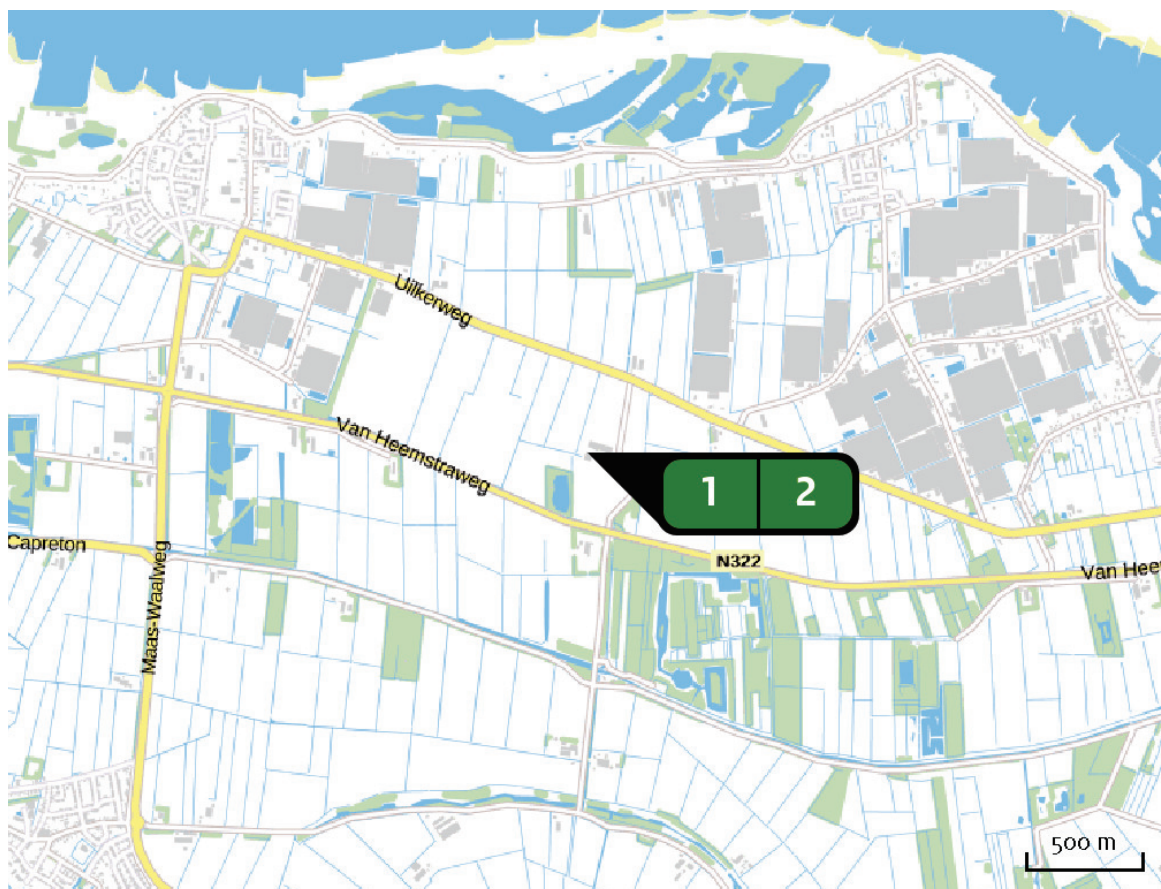 Uilkerweg
Van Heemstraweg
1 2
N322
Capreton
Van Hee
Maas-Waalweg
500 m